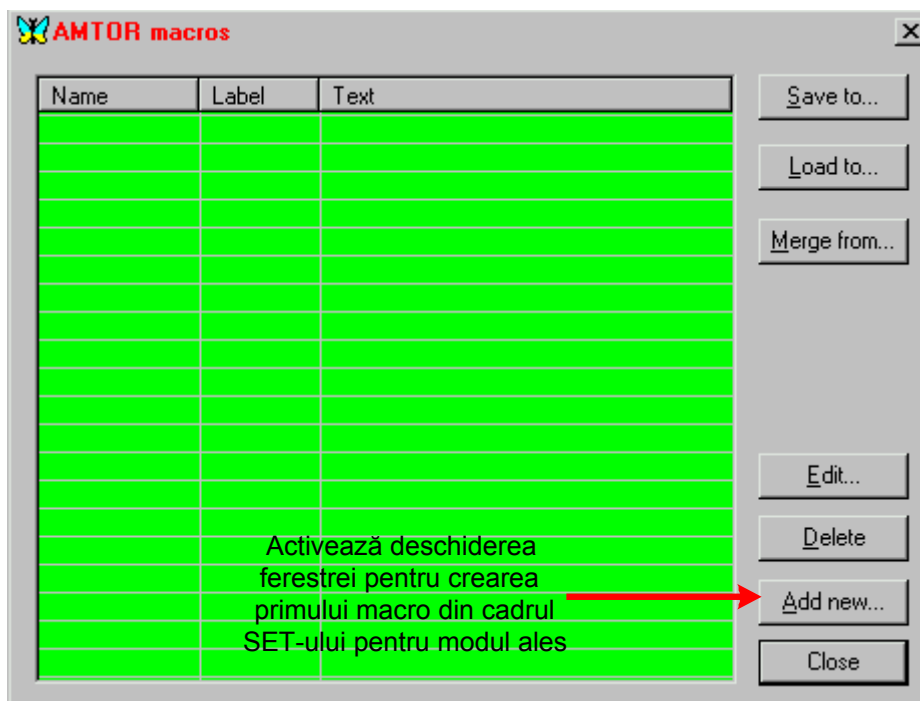 AMTOR macros
Name Label Text
Save to...
Load to...
Merge from...
Edit...
Delete
Add new...
Close
Activează deschiderea
ferestrei pentru crearea
primului macro din cadrul
SET-ului pentru modul ales